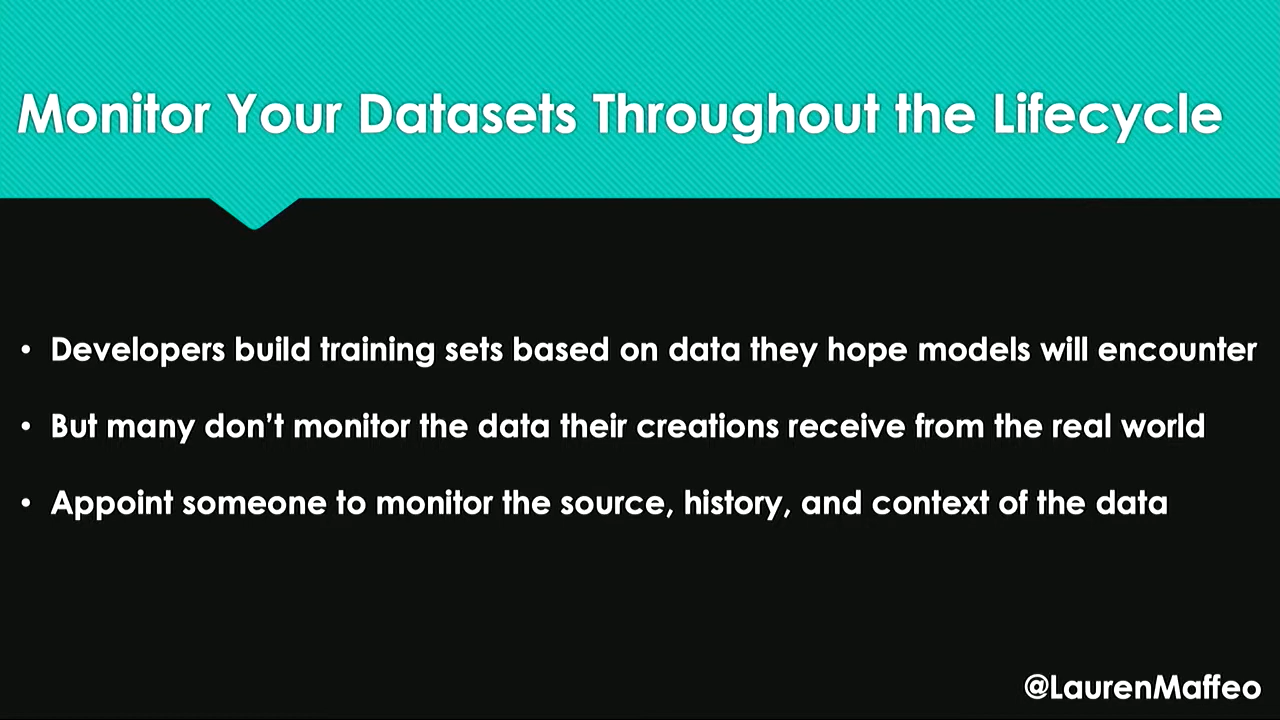 Monitor Your Datasets Throughout the Lifecycle
• Developers build training sets based on data they hope models will encounter
• But many don’t monitor the data their creations receive from the real world
• Appoint someone to monitor the source, history, and context of the data
@LaurenMaffeo